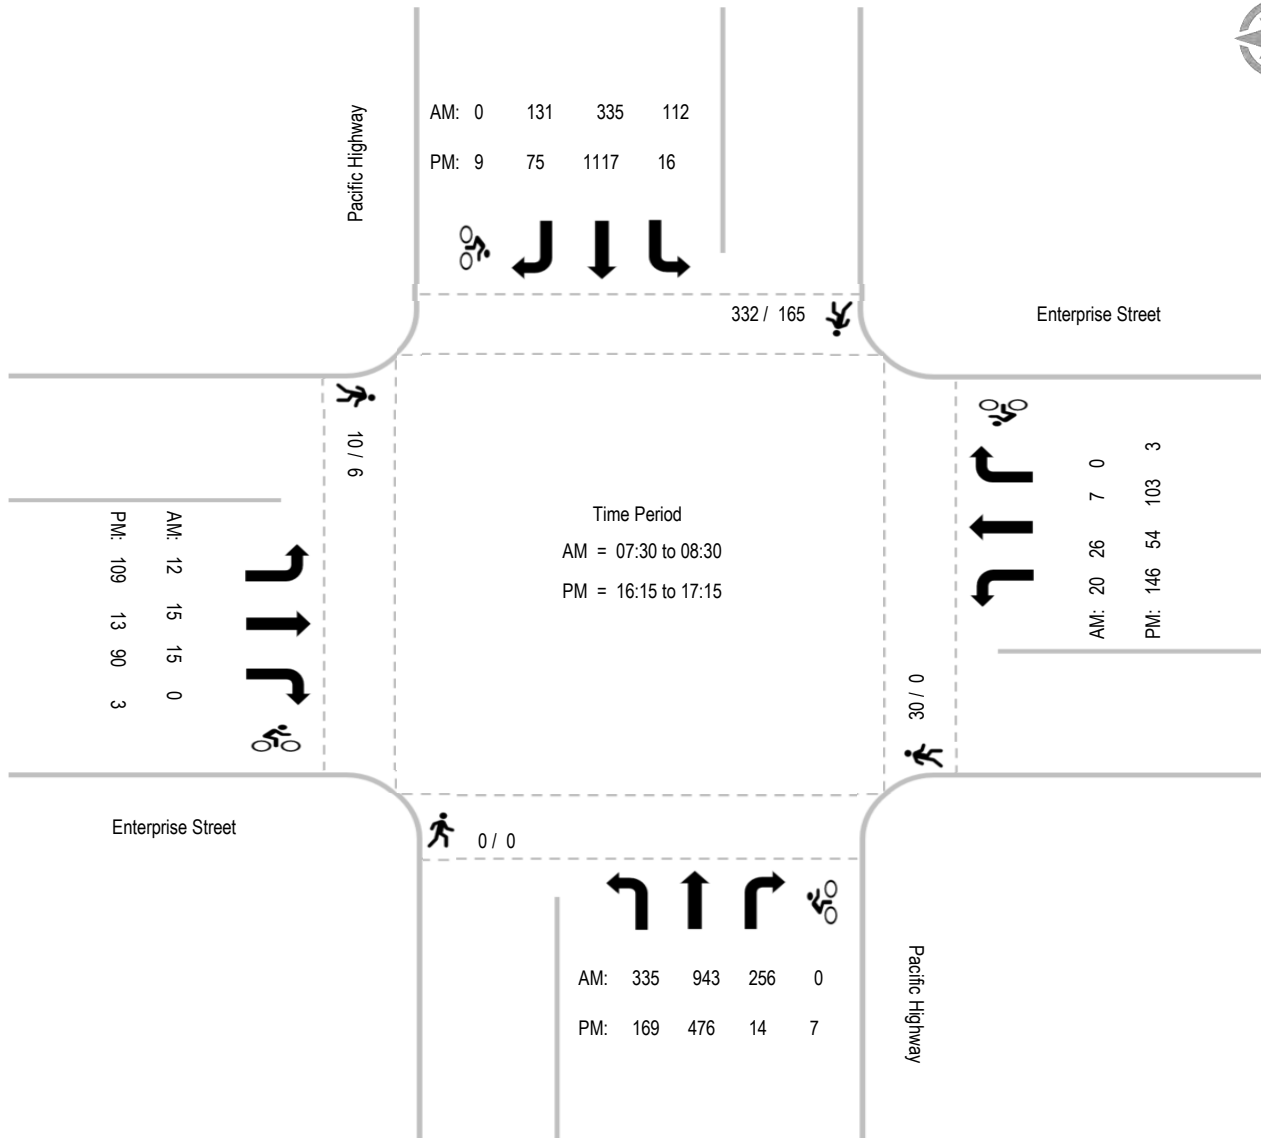 Pacific Highway
AM: 0 131 335 112
PM: 9 75 1117 16
332 / 165
Enterprise Street
10 / 6
AM: 20 26 7 0
PM: 146 54 103 3
Time Period
AM = 07:30 to 08:30
PM = 16:15 to 17:15
AM: 12 15 15 0
PM: 109 13 90 3
30 / 0
Enterprise Street
0 / 0
AM: 335 943 256 0
PM: 169 476 14 7
Pacific Highway